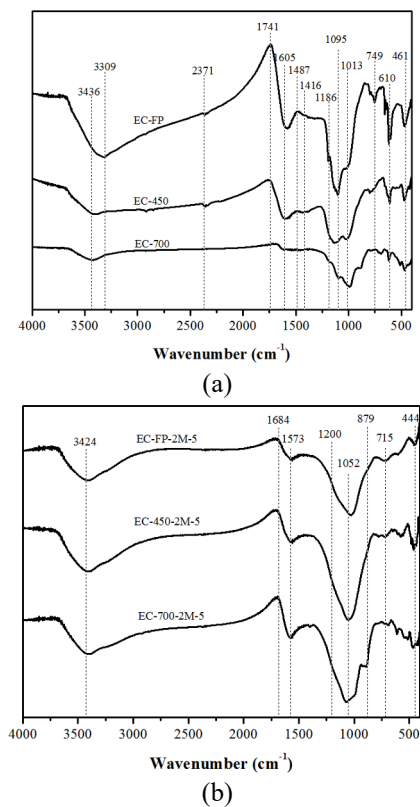 1741
1095
3309
1605
749
461
3436
2371
1487
1013
1416
610
1186
EC-FP
EC-450
EC-700
4000 3500 3000 2500 2000 1500 1000 500
Wavenumber (cm⁻¹)
(a)
1684
879
444
3424
1573
1200
715
EC-FP-2M-5
1052
EC-450-2M-5
EC-700-2M-5
4000 3500 3000 2500 2000 1500 1000 500
Wavenumber (cm⁻¹)
(b)